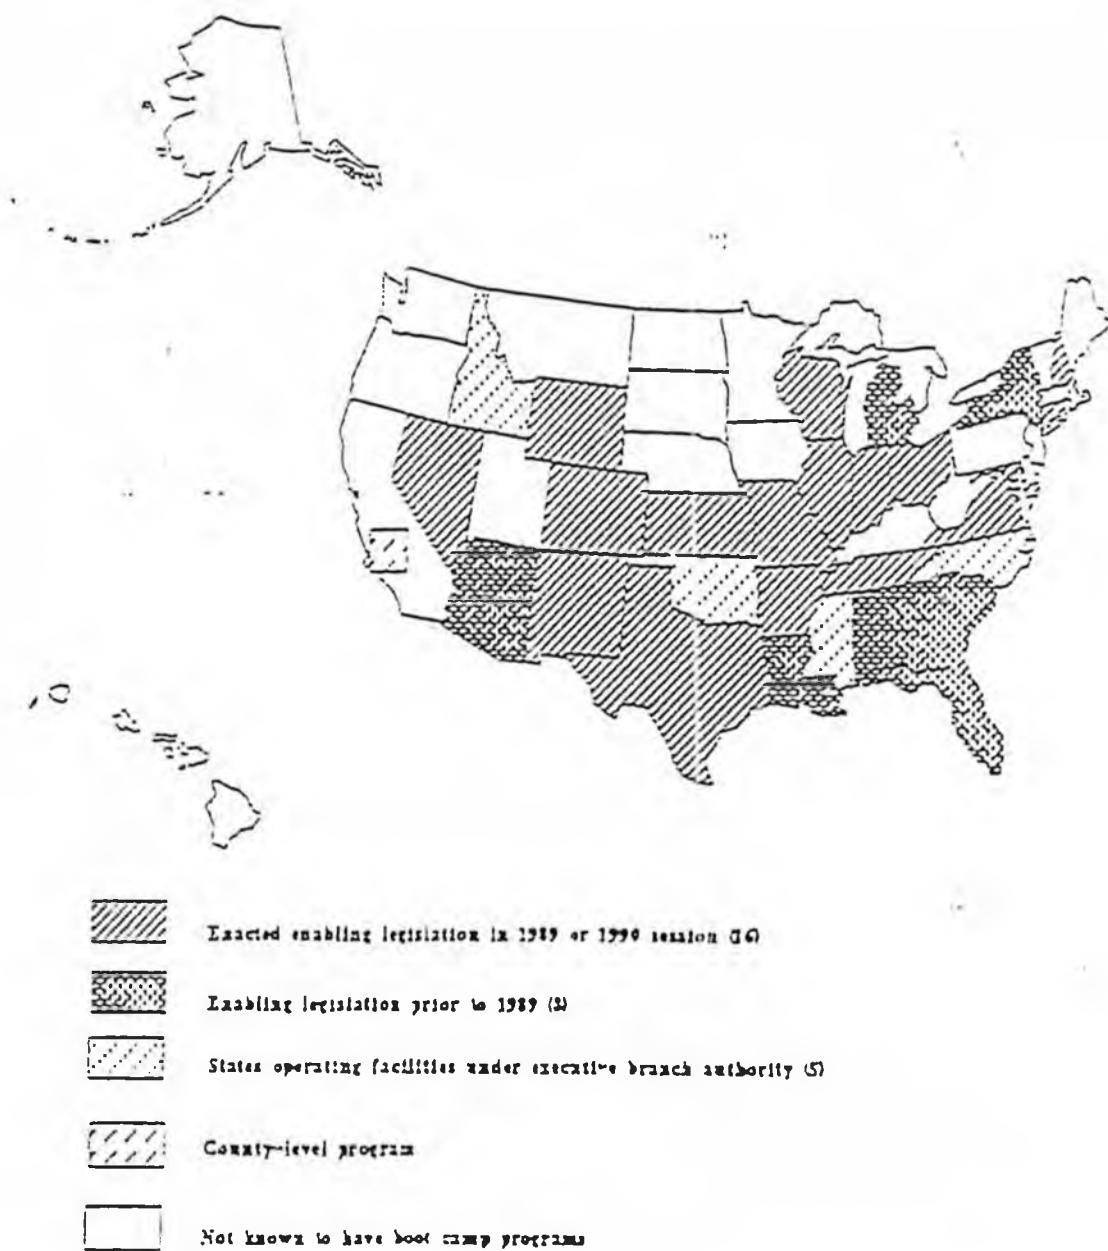 Enacted enabling legislation in 1989 or 1990 session (16)
Enabling legislation prior to 1989 (8)
States operating facilities under executive branch authority (5)
County-level program
Not known to have boot camp programs